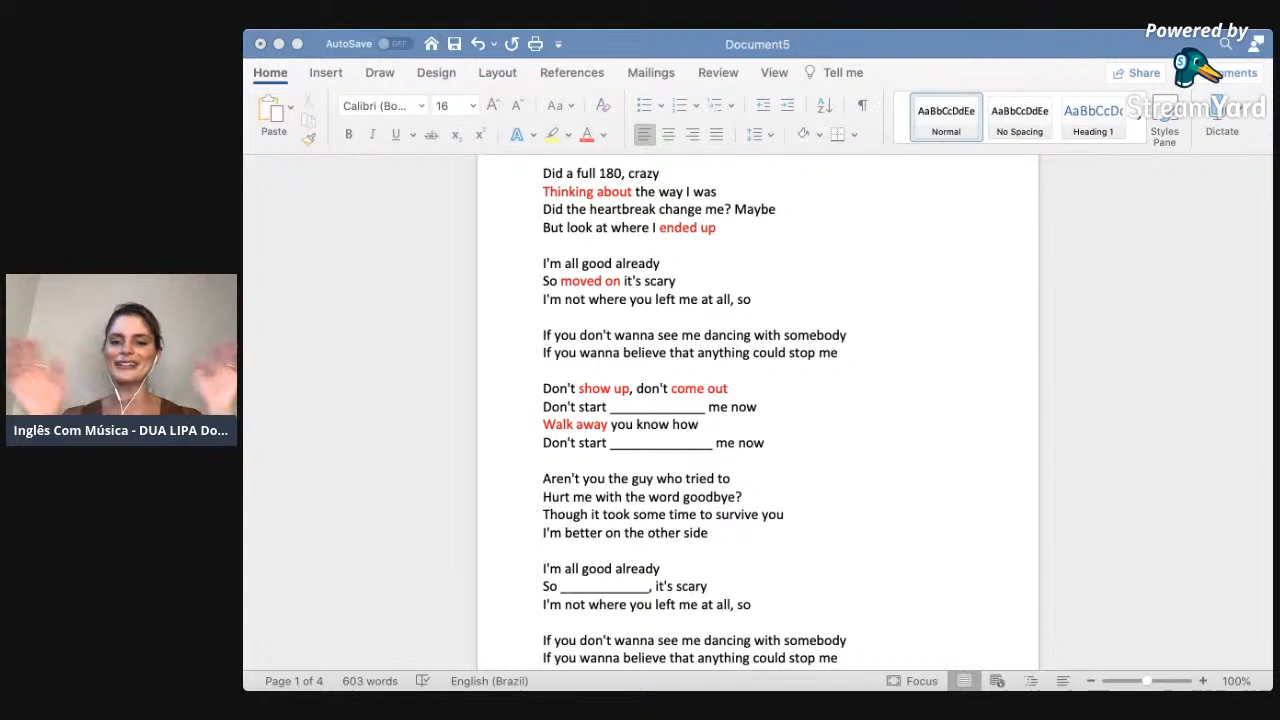 Powered by
StreamYard
AutoSave OFF
Document5
Home Insert Draw Design Layout References Mailings Review View Tell me
Share
Paste
Calibri (Bo...
16
Aa
AaBbCcDdEe
Normal
AaBbCcDdEe
No Spacing
AaBbCcDc
Heading 1
Styles
Pane
Dictate
Did a full 180, crazy
Thinking about the way I was
Did the heartbreak change me? Maybe
But look at where I ended up
I'm all good already
So moved on it's scary
I'm not where you left me at all, so
If you don't wanna see me dancing with somebody
If you wanna believe that anything could stop me
Don't show up, don't come out
Don't start ______________ me now
Walk away you know how
Don't start _______________ me now
Aren't you the guy who tried to
Hurt me with the word goodbye?
Though it took some time to survive you
I'm better on the other side
I'm all good already
So _____________, it's scary
I'm not where you left me at all, so
If you don't wanna see me dancing with somebody
If you wanna believe that anything could stop me
Inglês Com Música - DUA LIPA Do...
Page 1 of 4
603 words
English (Brazil)
Focus
100%